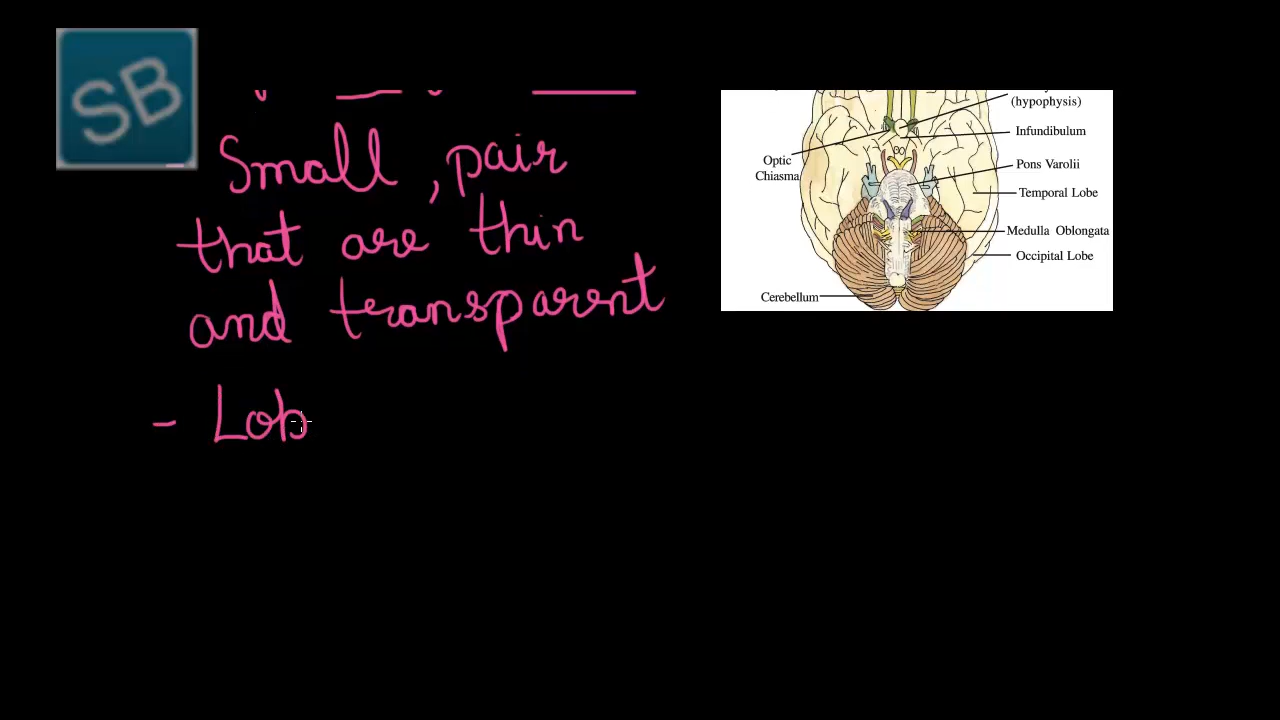 SB
Small, pair
that are thin
and transparent
- Lob
(hypophysis)
Infundibulum
Optic
Chiasma
Pons Varolii
Temporal Lobe
Medulla Oblongata
Occipital Lobe
Cerebellum